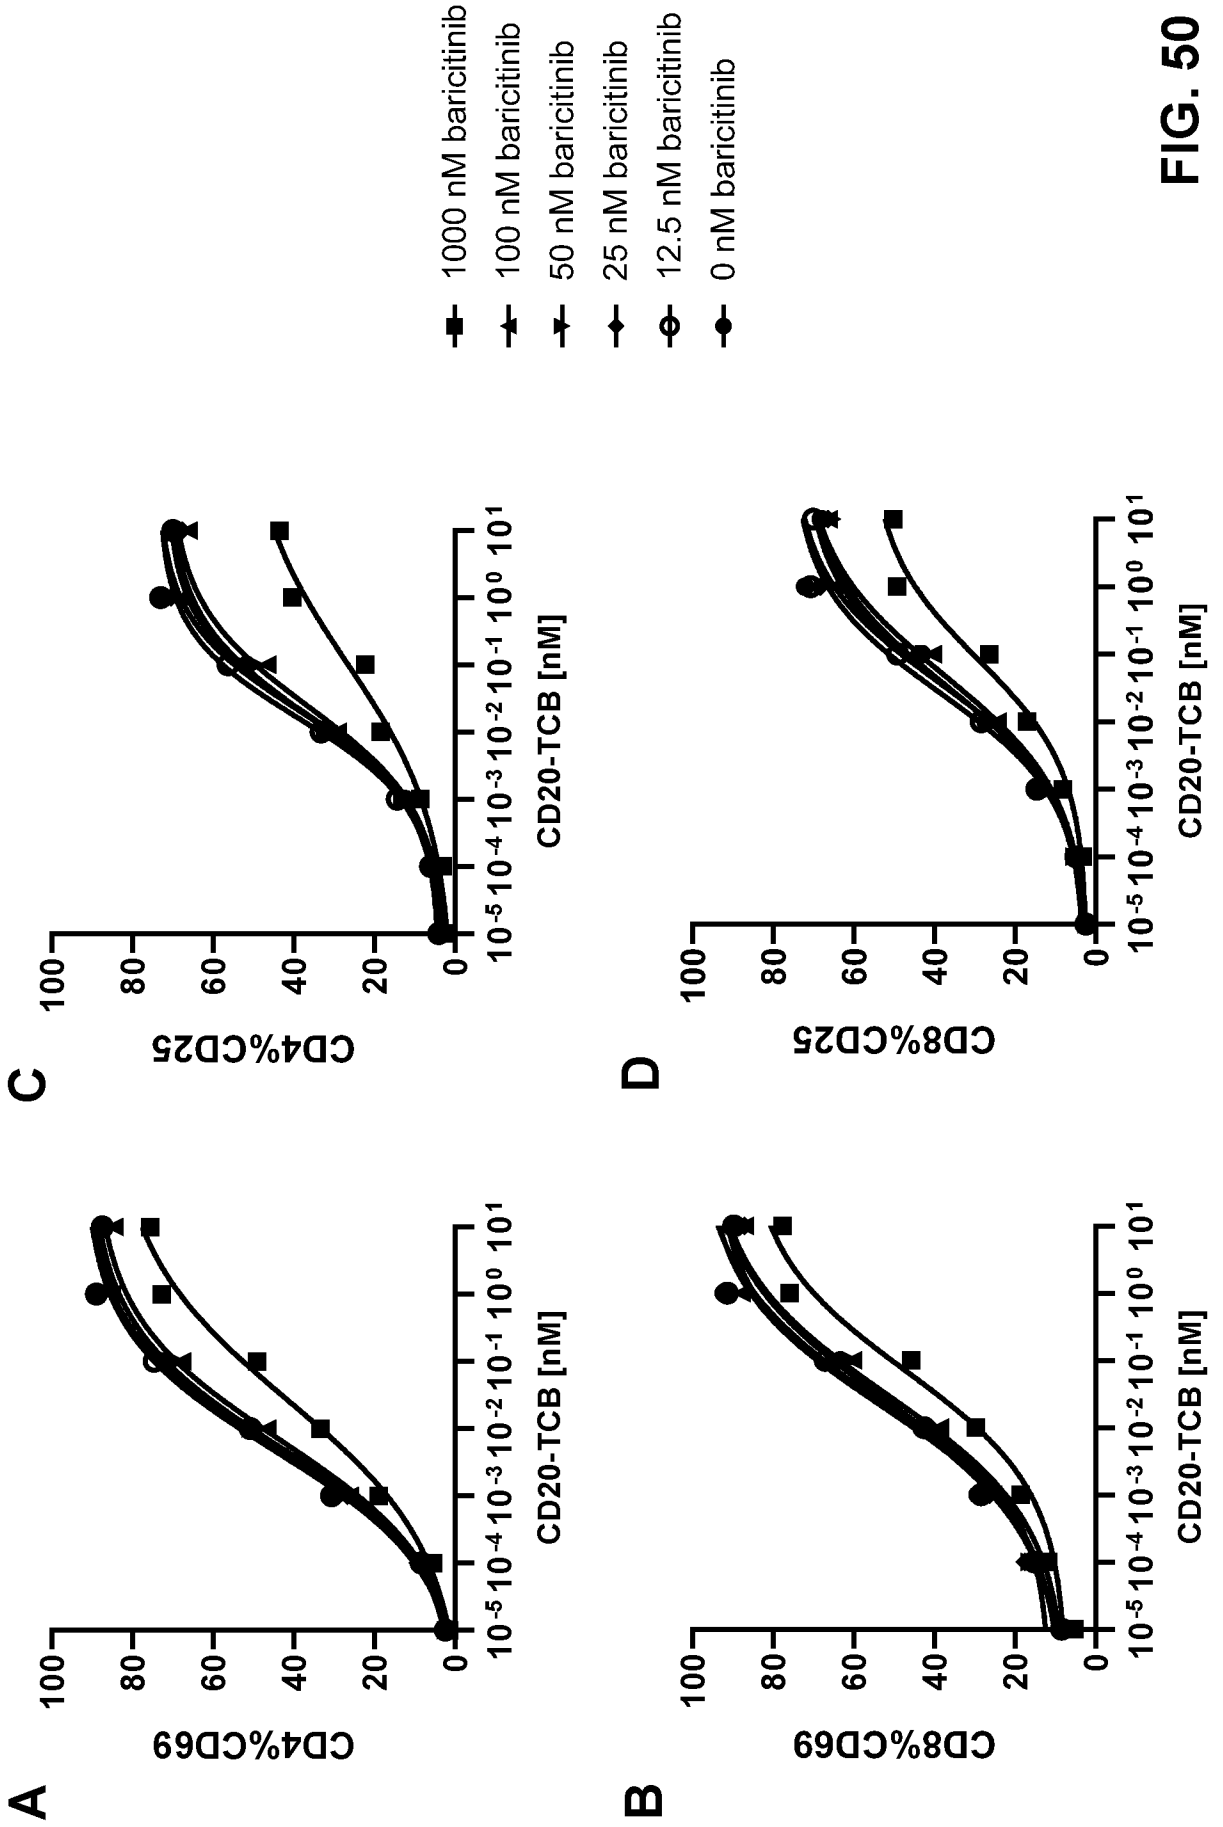 A
CD4%CD69
100
80
60
40
20
0
10⁻⁵ 10⁻⁴ 10⁻³ 10⁻² 10⁻¹ 10⁰ 10¹
CD20-TCB [nM]
C
CD4%CD25
100
80
60
40
20
0
10⁻⁵ 10⁻⁴ 10⁻³ 10⁻² 10⁻¹ 10⁰ 10¹
CD20-TCB [nM]
1000 nM baricitinib
100 nM baricitinib
50 nM baricitinib
25 nM baricitinib
12.5 nM baricitinib
0 nM baricitinib
B
CD8%CD69
100
80
60
40
20
0
10⁻⁵ 10⁻⁴ 10⁻³ 10⁻² 10⁻¹ 10⁰ 10¹
CD20-TCB [nM]
D
CD8%CD25
100
80
60
40
20
0
10⁻⁵ 10⁻⁴ 10⁻³ 10⁻² 10⁻¹ 10⁰ 10¹
CD20-TCB [nM]
FIG. 50